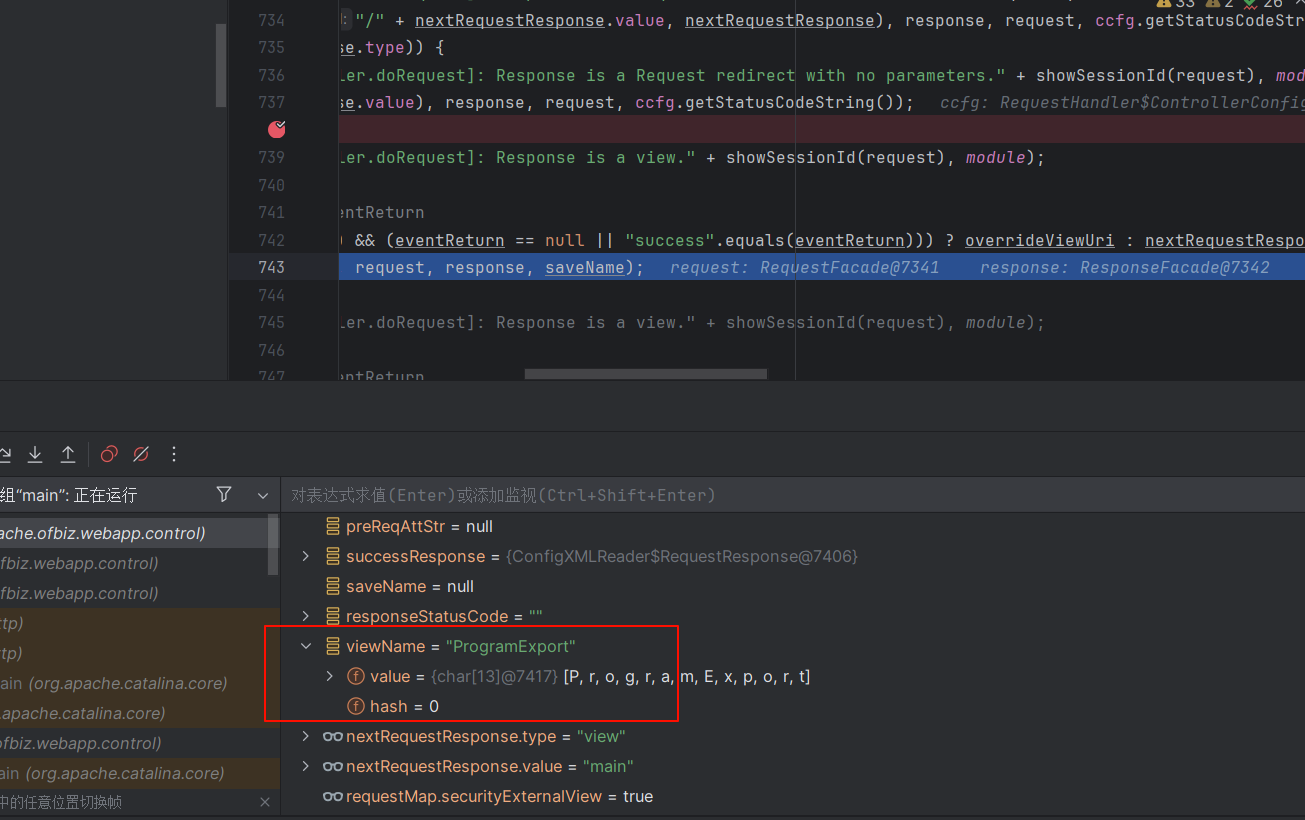 33 2 26
734 : "/" + nextRequestResponse.value, nextRequestResponse), response, request, ccfg.getStatusCodeStr
735 se.type)) {
736 ler.doRequest]: Response is a Request redirect with no parameters." + showSessionId(request), mod
737 se.value), response, request, ccfg.getStatusCodeString()); ccfg: RequestHandler$ControllerConfig
739 ler.doRequest]: Response is a view." + showSessionId(request), module);
740
741 entReturn
742 ) && (eventReturn == null || "success".equals(eventReturn))) ? overrideViewUri : nextRequestRespo
743 request, response, saveName); request: RequestFacade@7341 response: ResponseFacade@7342
744
745 ler.doRequest]: Response is a view." + showSessionId(request), module);
746
747 entReturn
组“main”: 正在运行
对表达式求值(Enter)或添加监视(Ctrl+Shift+Enter)
ache.ofbiz.webapp.control)
ofbiz.webapp.control)
ofbiz.webapp.control)
ttp)
ttp)
ain (org.apache.catalina.core)
.apache.catalina.core)
ofbiz.webapp.control)
ain (org.apache.catalina.core)
中的任意位置切换帧
preReqAttStr = null
successResponse = {ConfigXMLReader$RequestResponse@7406}
saveName = null
responseStatusCode = ""
viewName = "ProgramExport"
value = {char[13]@7417} [P, r, o, g, r, a, m, E, x, p, o, r, t]
hash = 0
nextRequestResponse.type = "view"
nextRequestResponse.value = "main"
requestMap.securityExternalView = true